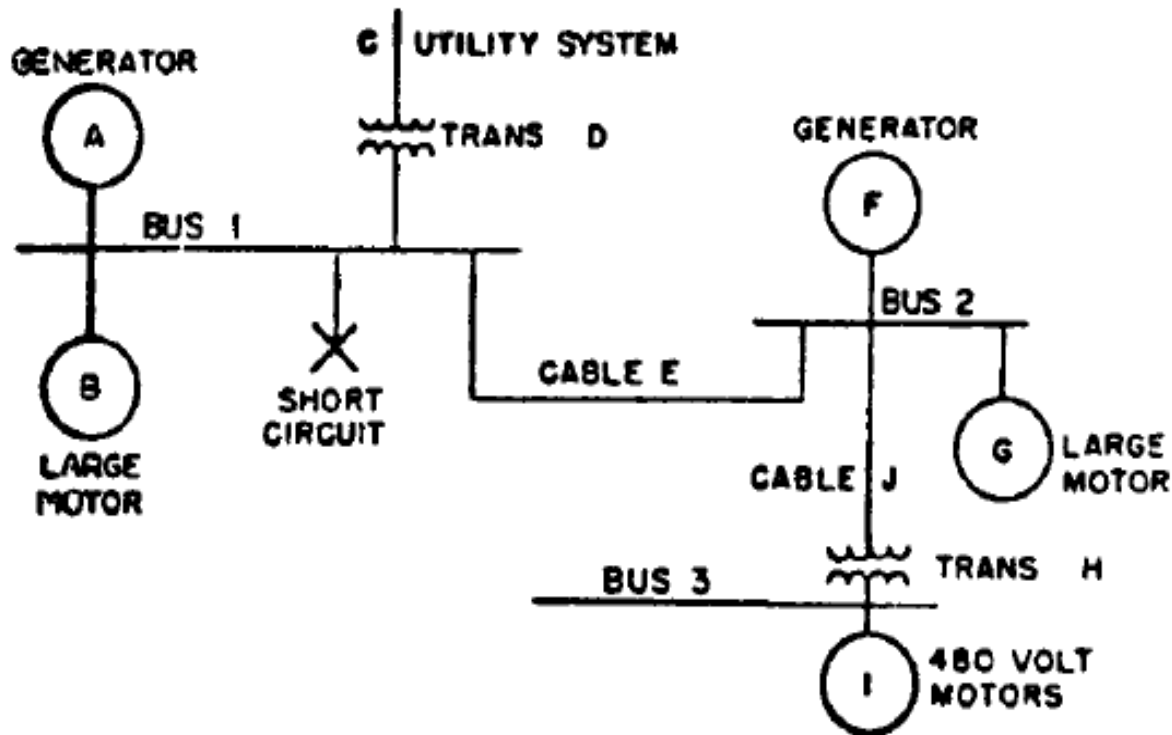 C UTILITY SYSTEM
GENERATOR
A
TRANS D
GENERATOR
F
BUS 1
BUS 2
B
CABLE E
SHORT
CIRCUIT
LARGE
MOTOR
G
LARGE
MOTOR
CABLE J
TRANS H
BUS 3
I
480 VOLT
MOTORS